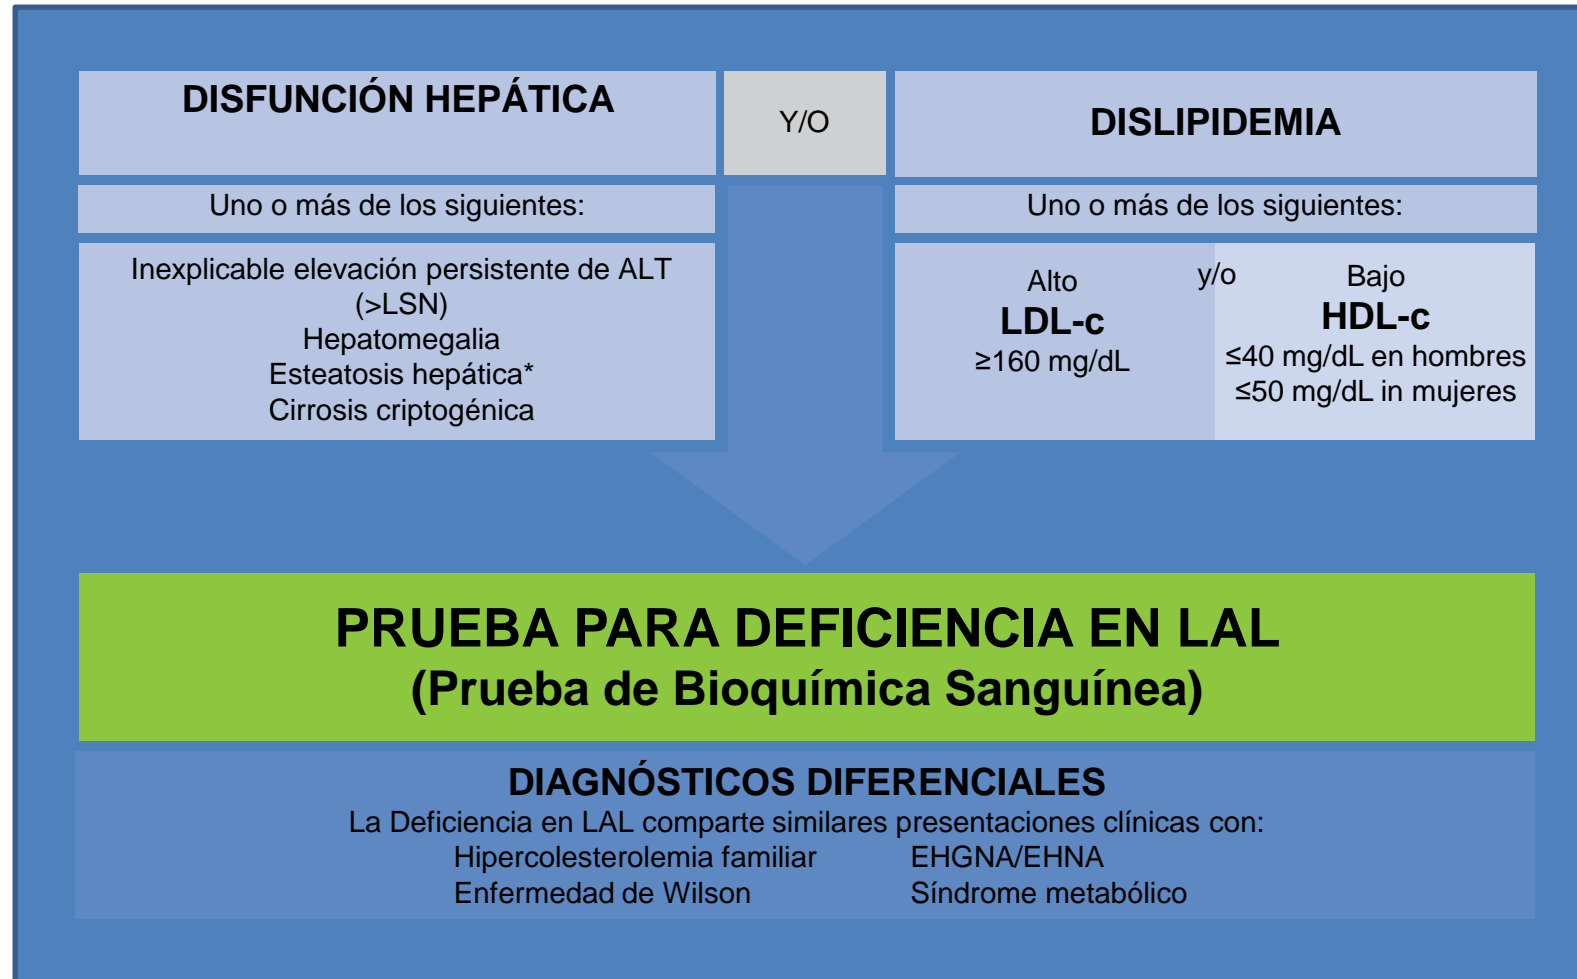 DISFUNCIÓN HEPÁTICA
Y/O
DISLIPIDEMIA
Uno o más de los siguientes:
Inexplicable elevación persistente de ALT
(>LSN)
Hepatomegalia
Esteatosis hepática*
Cirrosis criptogénica
Uno o más de los siguientes:
Alto
LDL-c
≥160 mg/dL
y/o
Bajo
HDL-c
≤40 mg/dL en hombres
≤50 mg/dL in mujeres
PRUEBA PARA DEFICIENCIA EN LAL
(Prueba de Bioquímica Sanguínea)
DIAGNÓSTICOS DIFERENCIALES
La Deficiencia en LAL comparte similares presentaciones clínicas con:
Hipercolesterolemia familiar EHGNA/EHNA
Enfermedad de Wilson Síndrome metabólico